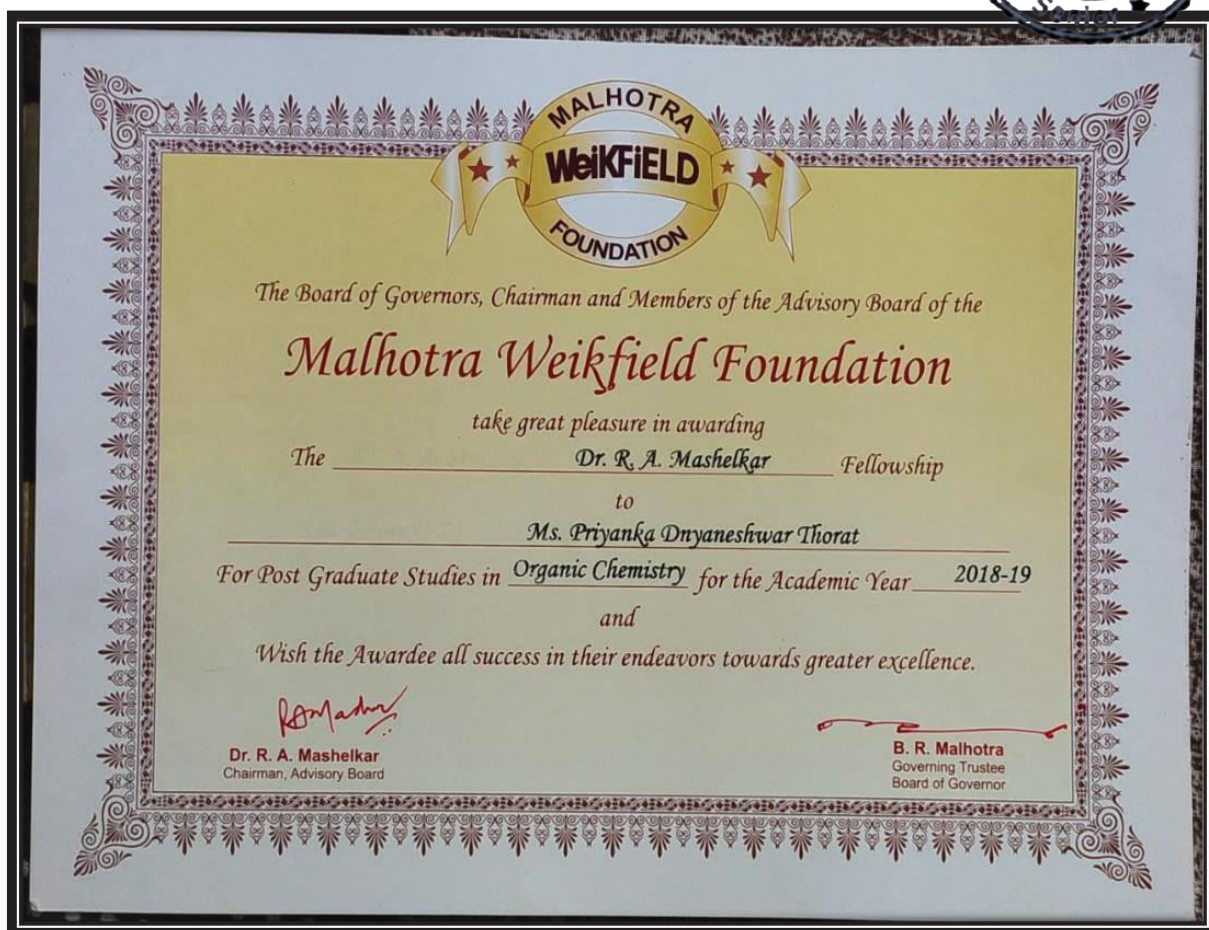 MALHOTRA
WeiKFiELD
FOUNDATION
The Board of Governors, Chairman and Members of the Advisory Board of the
Malhotra Weikfield Foundation
take great pleasure in awarding
The Dr. R. A. Mashelkar Fellowship
to
Ms. Priyanka Dnyaneshwar Thorat
For Post Graduate Studies in Organic Chemistry for the Academic Year 2018-19
and
Wish the Awardee all success in their endeavors towards greater excellence.
Dr. R. A. Mashelkar
Chairman, Advisory Board
B. R. Malhotra
Governing Trustee
Board of Governor